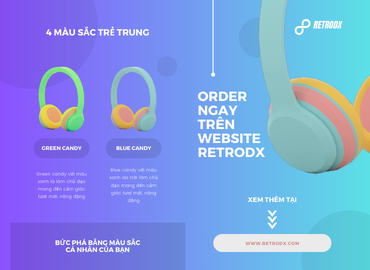 4 MÀU SẮC TRẺ TRUNG
GREEN CANDY
Green candy với màu
xanh lá làm chủ đạo
mang đến cảm giác
tươi mới, năng động.
BLUE CANDY
Blue candy với màu
xanh da trời làm chủ
đạo mang đến cảm
giác tươi mới, năng
động.
BỨC PHÁ BẰNG MÀU SẮC
CÁ NHÂN CỦA BẠN
RETRODX
ORDER
NGAY
TRÊN
WEBSITE
RETRODX
XEM THÊM TẠI
WWW.RETRODX.COM